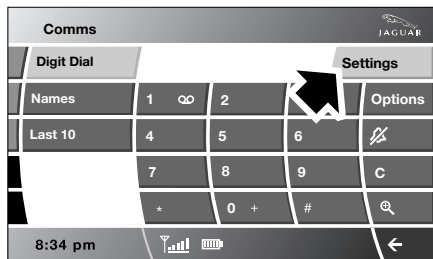 Comms JAGUAR
Digit Dial Settings
Names 1 2 Options
Last 10 4 5 6
7 8 9 C
* 0 + #
8:34 pm